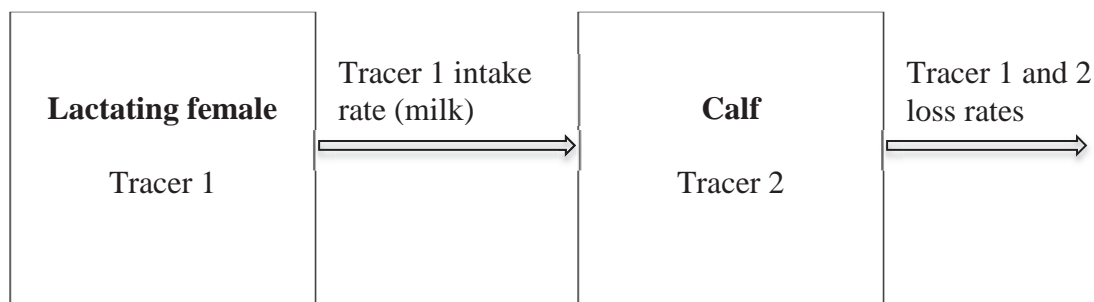 Lactating female
Tracer 1
Tracer 1 intake
rate (milk)
Calf
Tracer 2
Tracer 1 and 2
loss rates